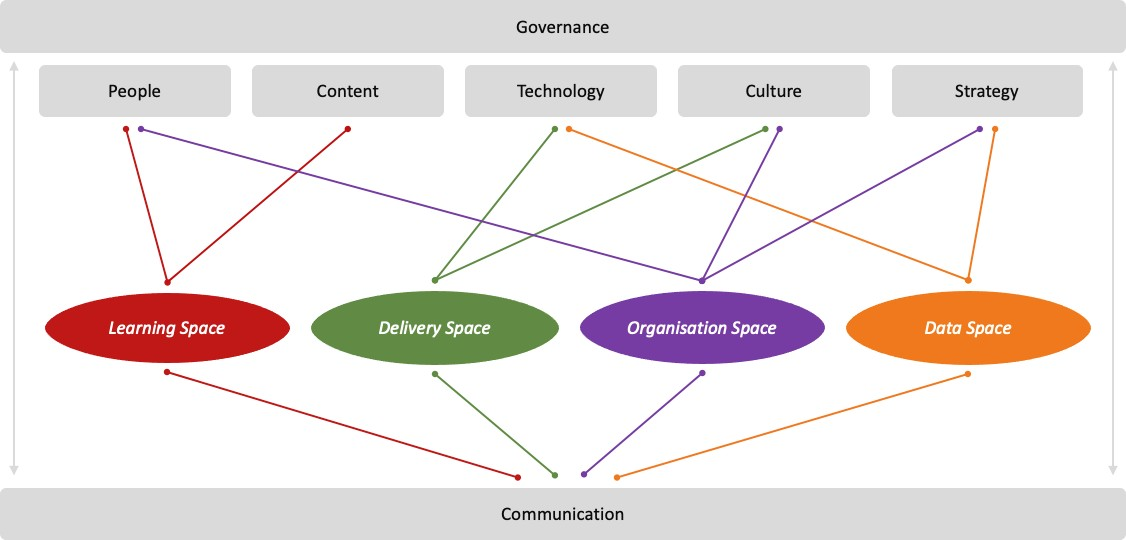 Governance
People
Content
Technology
Culture
Strategy
Learning Space
Delivery Space
Organisation Space
Data Space
Communication